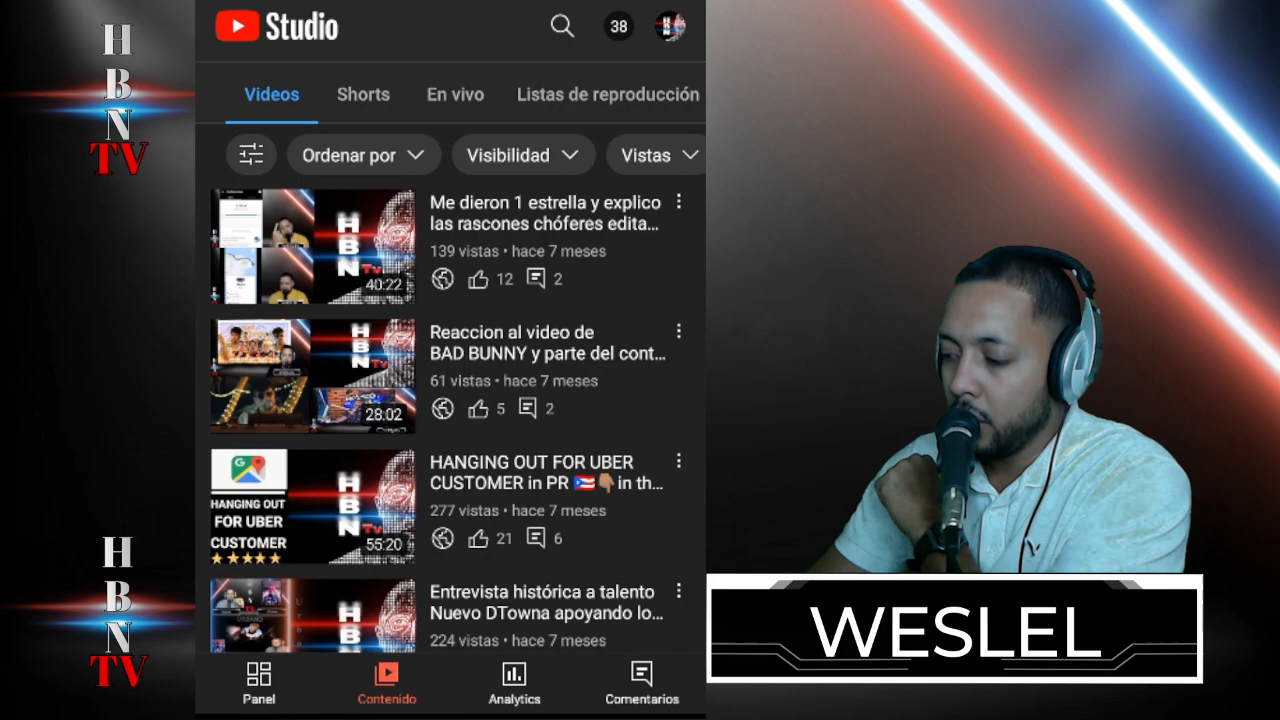 H
B
N
TV
H
B
N
TV
Studio
38
Videos
Shorts
En vivo
Listas de reproducción
Ordenar por
Visibilidad
Vistas
H
B
N
Tv
40:22
Me dieron 1 estrella y explico
las rascones chóferes edita...
139 vistas • hace 7 meses
12
2
H
B
N
Tv
28:02
Reaccion al video de
BAD BUNNY y parte del cont...
61 vistas • hace 7 meses
5
2
HANGING OUT
FOR UBER
CUSTOMER
H
B
N
Tv
55:20
HANGING OUT FOR UBER
CUSTOMER in PR 🇵🇷👇🏾in th...
277 vistas • hace 7 meses
21
6
URBANO
H
B
Entrevista histórica a talento
Nuevo DTowna apoyando lo...
224 vistas • hace 7 meses
Panel
Contenido
Analytics
Comentarios
WESLEL